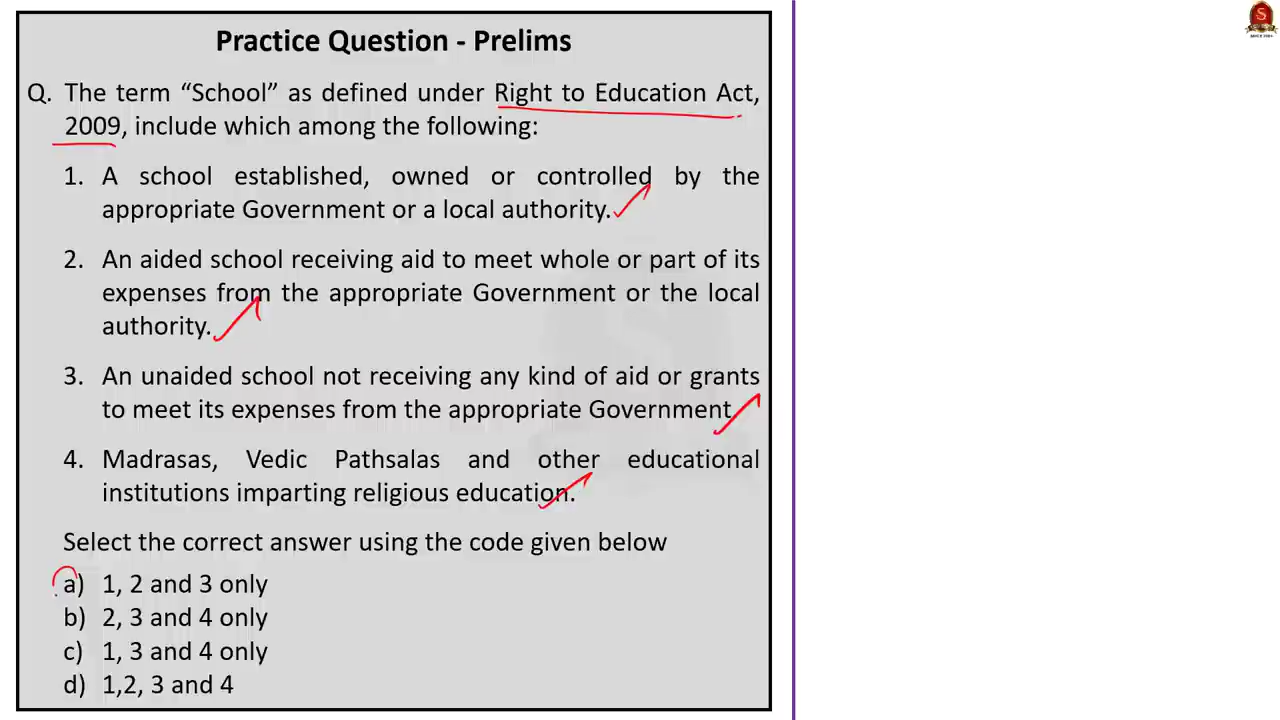 Practice Question - Prelims
Q. The term “School” as defined under Right to Education Act,
2009, include which among the following:
1. A school established, owned or controlled by the
appropriate Government or a local authority.
2. An aided school receiving aid to meet whole or part of its
expenses from the appropriate Government or the local
authority.
3. An unaided school not receiving any kind of aid or grants
to meet its expenses from the appropriate Government
4. Madrasas, Vedic Pathsalas and other educational
institutions imparting religious education.
Select the correct answer using the code given below
a) 1, 2 and 3 only
b) 2, 3 and 4 only
c) 1, 3 and 4 only
d) 1,2, 3 and 4
S